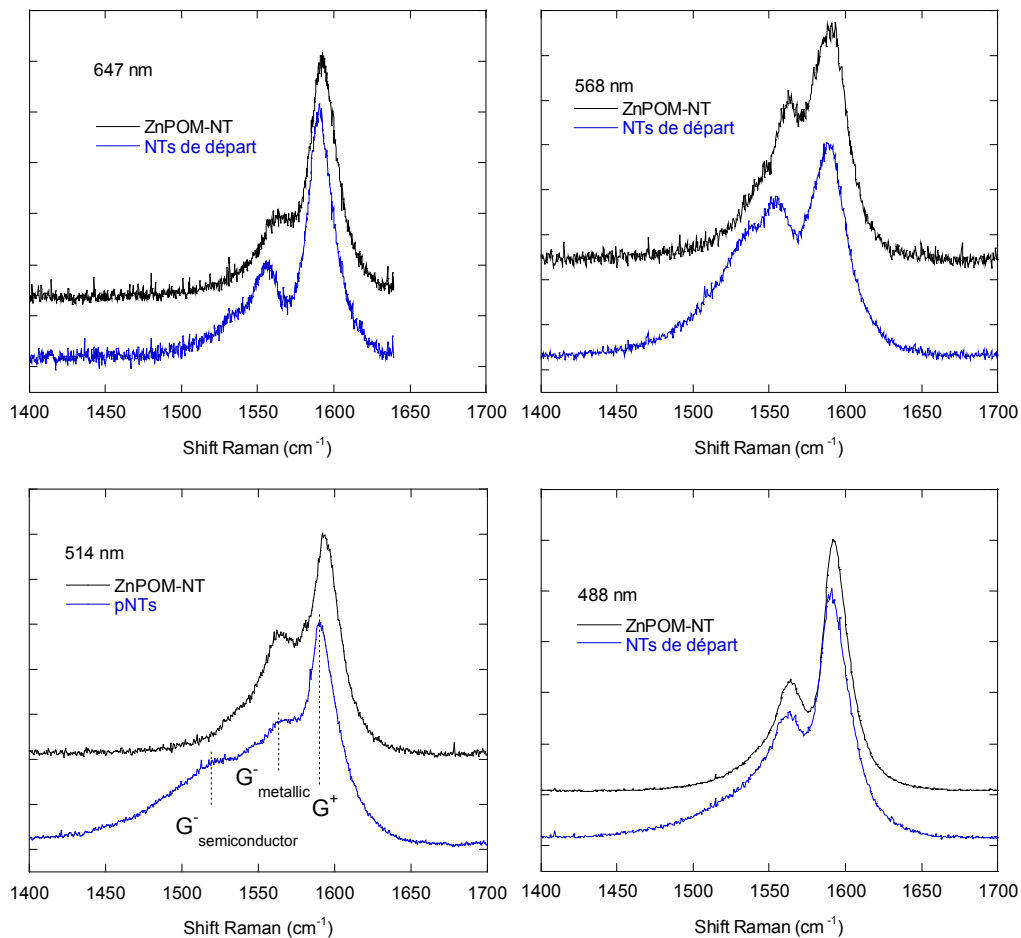 647 nm
ZnPOM-NT
NTs de départ
1400 1450 1500 1550 1600 1650 1700
Shift Raman (cm⁻¹)
568 nm
ZnPOM-NT
NTs de départ
1400 1450 1500 1550 1600 1650 1700
Shift Raman (cm⁻¹)
514 nm
ZnPOM-NT
pNTs
G⁻metallic
G⁺
G⁻semiconductor
1400 1450 1500 1550 1600 1650 1700
Shift Raman (cm⁻¹)
488 nm
ZnPOM-NT
NTs de départ
1400 1450 1500 1550 1600 1650 1700
Shift Raman (cm⁻¹)